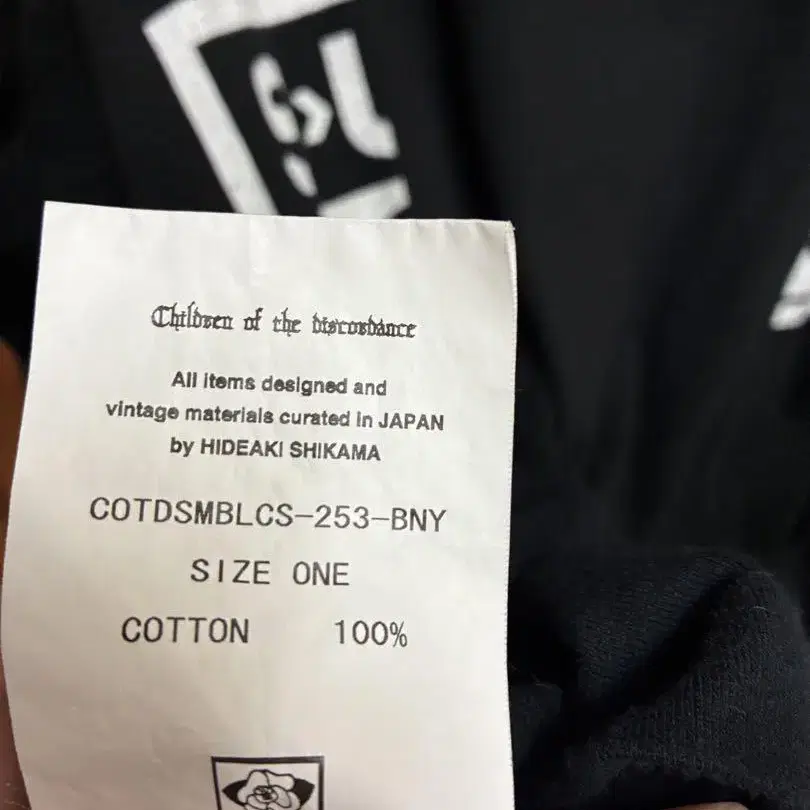 Children of the discordance
All items designed and
vintage materials curated in JAPAN
by HIDEAKI SHIKAMA
COTDSMBLCS-253-BNY
SIZE ONE
COTTON 100%